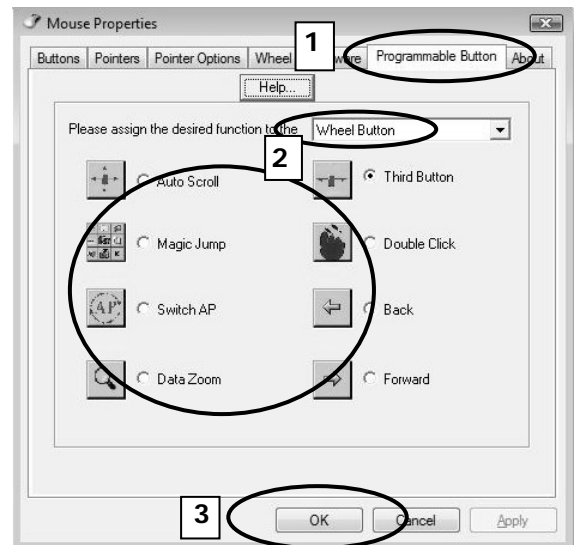 Mouse Properties
1
Buttons Pointers Pointer Options Wheel ware Programmable Button About
Help...
Please assign the desired function to the Wheel Button
2
Auto Scroll Third Button
Magic Jump Double Click
AP Switch AP Back
Data Zoom Forward
3 OK Cancel Apply